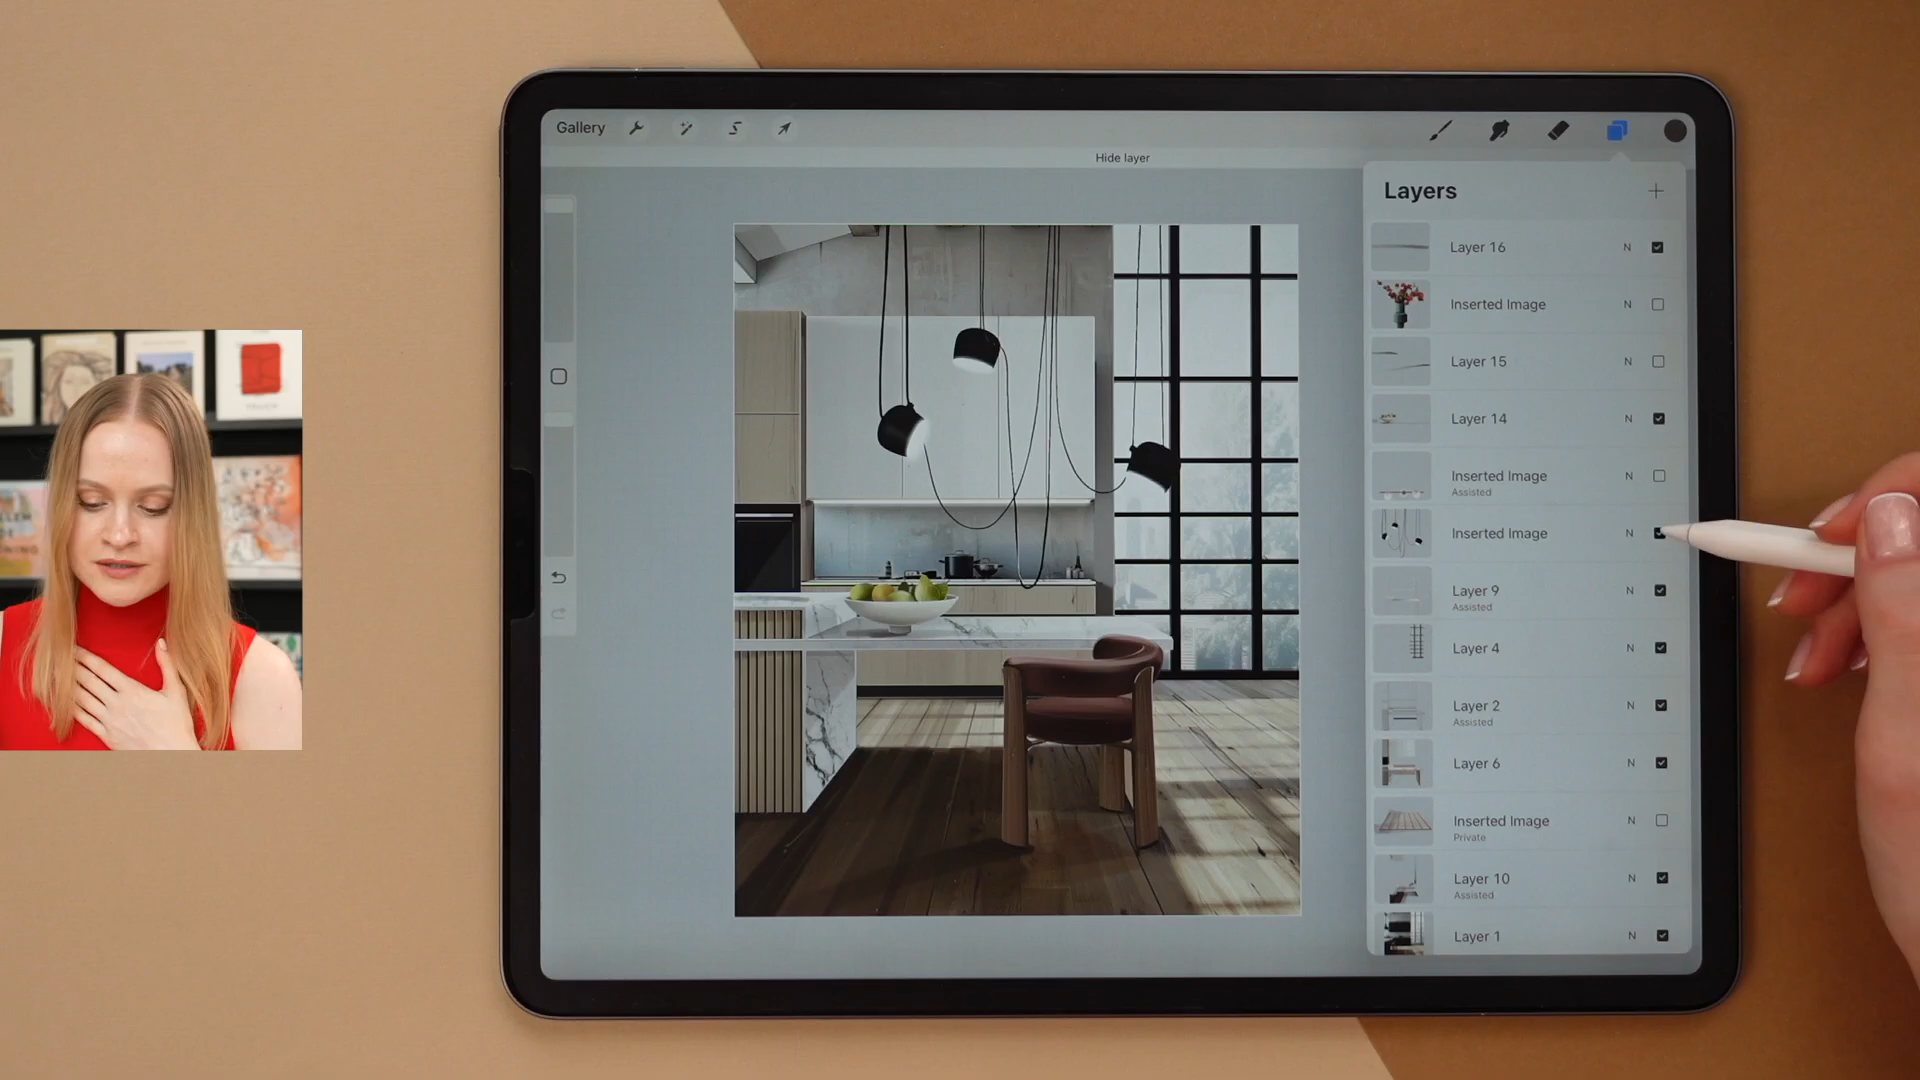 Gallery
Hide layer
Layers
Layer 16 N
Inserted Image N
Layer 15 N
Layer 14 N
Inserted Image N
Assisted
Inserted Image N
Layer 9 N
Assisted
Layer 4 N
Layer 2 N
Assisted
Layer 6 N
Inserted Image N
Private
Layer 10 N
Assisted
Layer 1 N